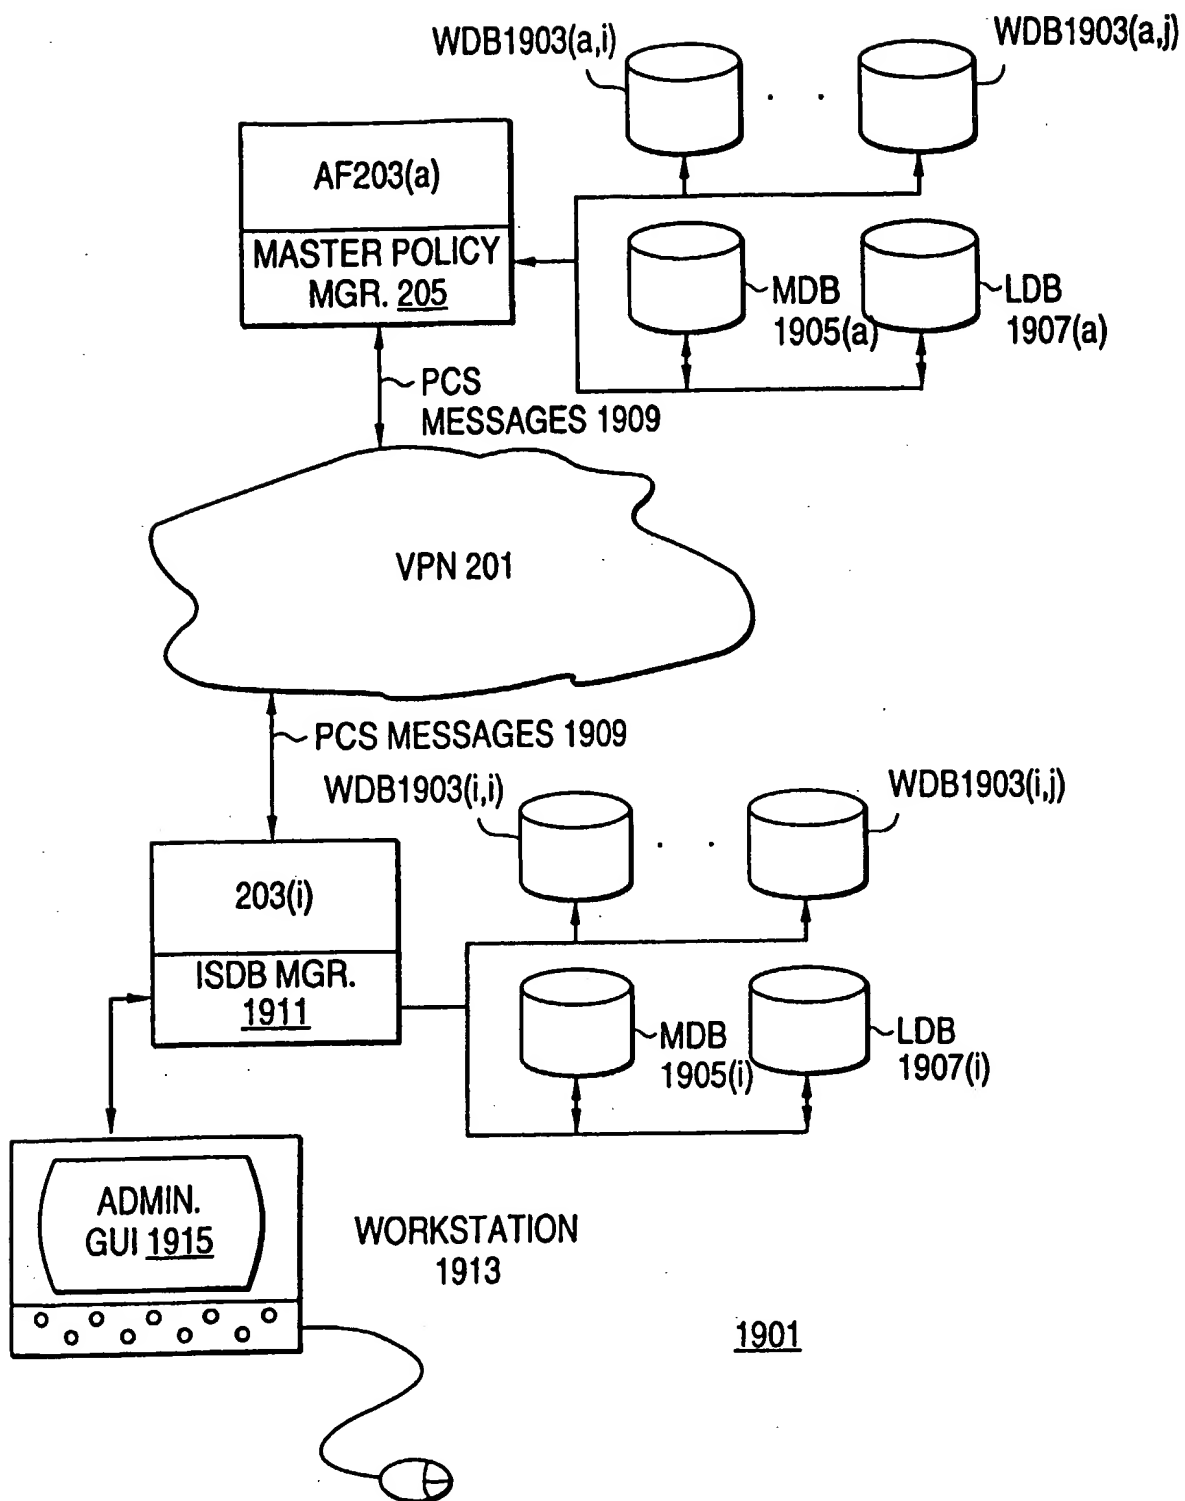 WDB1903(a,i)
WDB1903(a,j)
AF203(a)
MASTER POLICY
MGR. 205
MDB
1905(a)
LDB
1907(a)
PCS
MESSAGES 1909
VPN 201
PCS MESSAGES 1909
WDB1903(i,i)
WDB1903(i,j)
203(i)
ISDB MGR.
1911
MDB
1905(i)
LDB
1907(i)
ADMIN.
GUI 1915
WORKSTATION
1913
1901